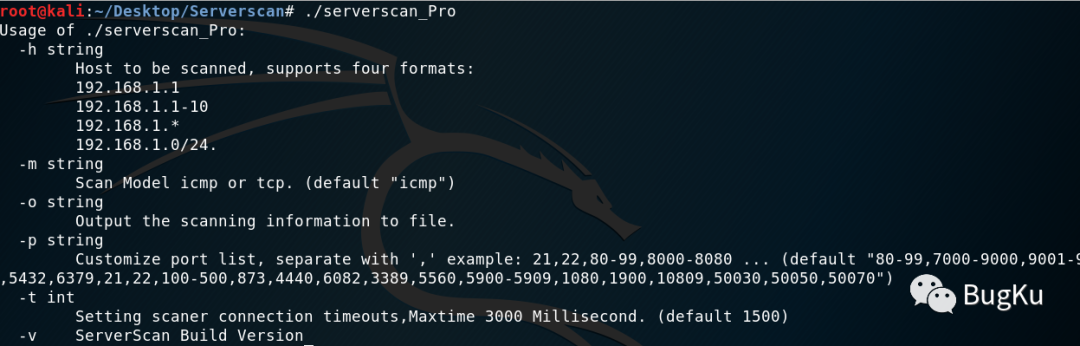 root@kali:~/Desktop/Serverscan# ./serverscan_Pro
Usage of ./serverscan_Pro:
-h string
Host to be scanned, supports four formats:
192.168.1.1
192.168.1.1-10
192.168.1.*
192.168.1.0/24.
-m string
Scan Model icmp or tcp. (default "icmp")
-o string
Output the scanning information to file.
-p string
Customize port list, separate with ',' example: 21,22,80-99,8000-8080 ... (default "80-99,7000-9000,9001-9
,5432,6379,21,22,100-500,873,4440,6082,3389,5560,5900-5909,1080,1900,10809,50030,50050,50070")
-t int
Setting scaner connection timeouts,Maxtime 3000 Millisecond. (default 1500)
-v ServerScan Build Version_
BugKu